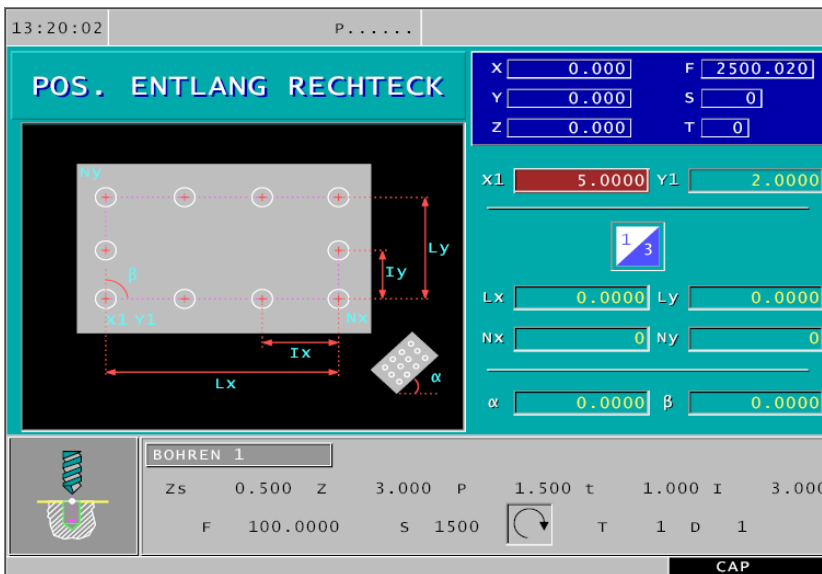 13:20:02 P......
POS. ENTLANG RECHTECK
X 0.000 F 2500.020
Y 0.000 S 0
Z 0.000 T 0
Ny
β
X1 Y1
Nx
Ly
Iy
Ix
Lx
α
X1 5.0000 Y1 2.0000
1
3
Lx 0.0000 Ly 0.0000
Nx 0 Ny 0
α 0.0000 β 0.0000
BOHREN 1
Zs 0.500 Z 3.000 P 1.500 t 1.000 I 3.000
F 100.0000 S 1500 T 1 D 1
CAP